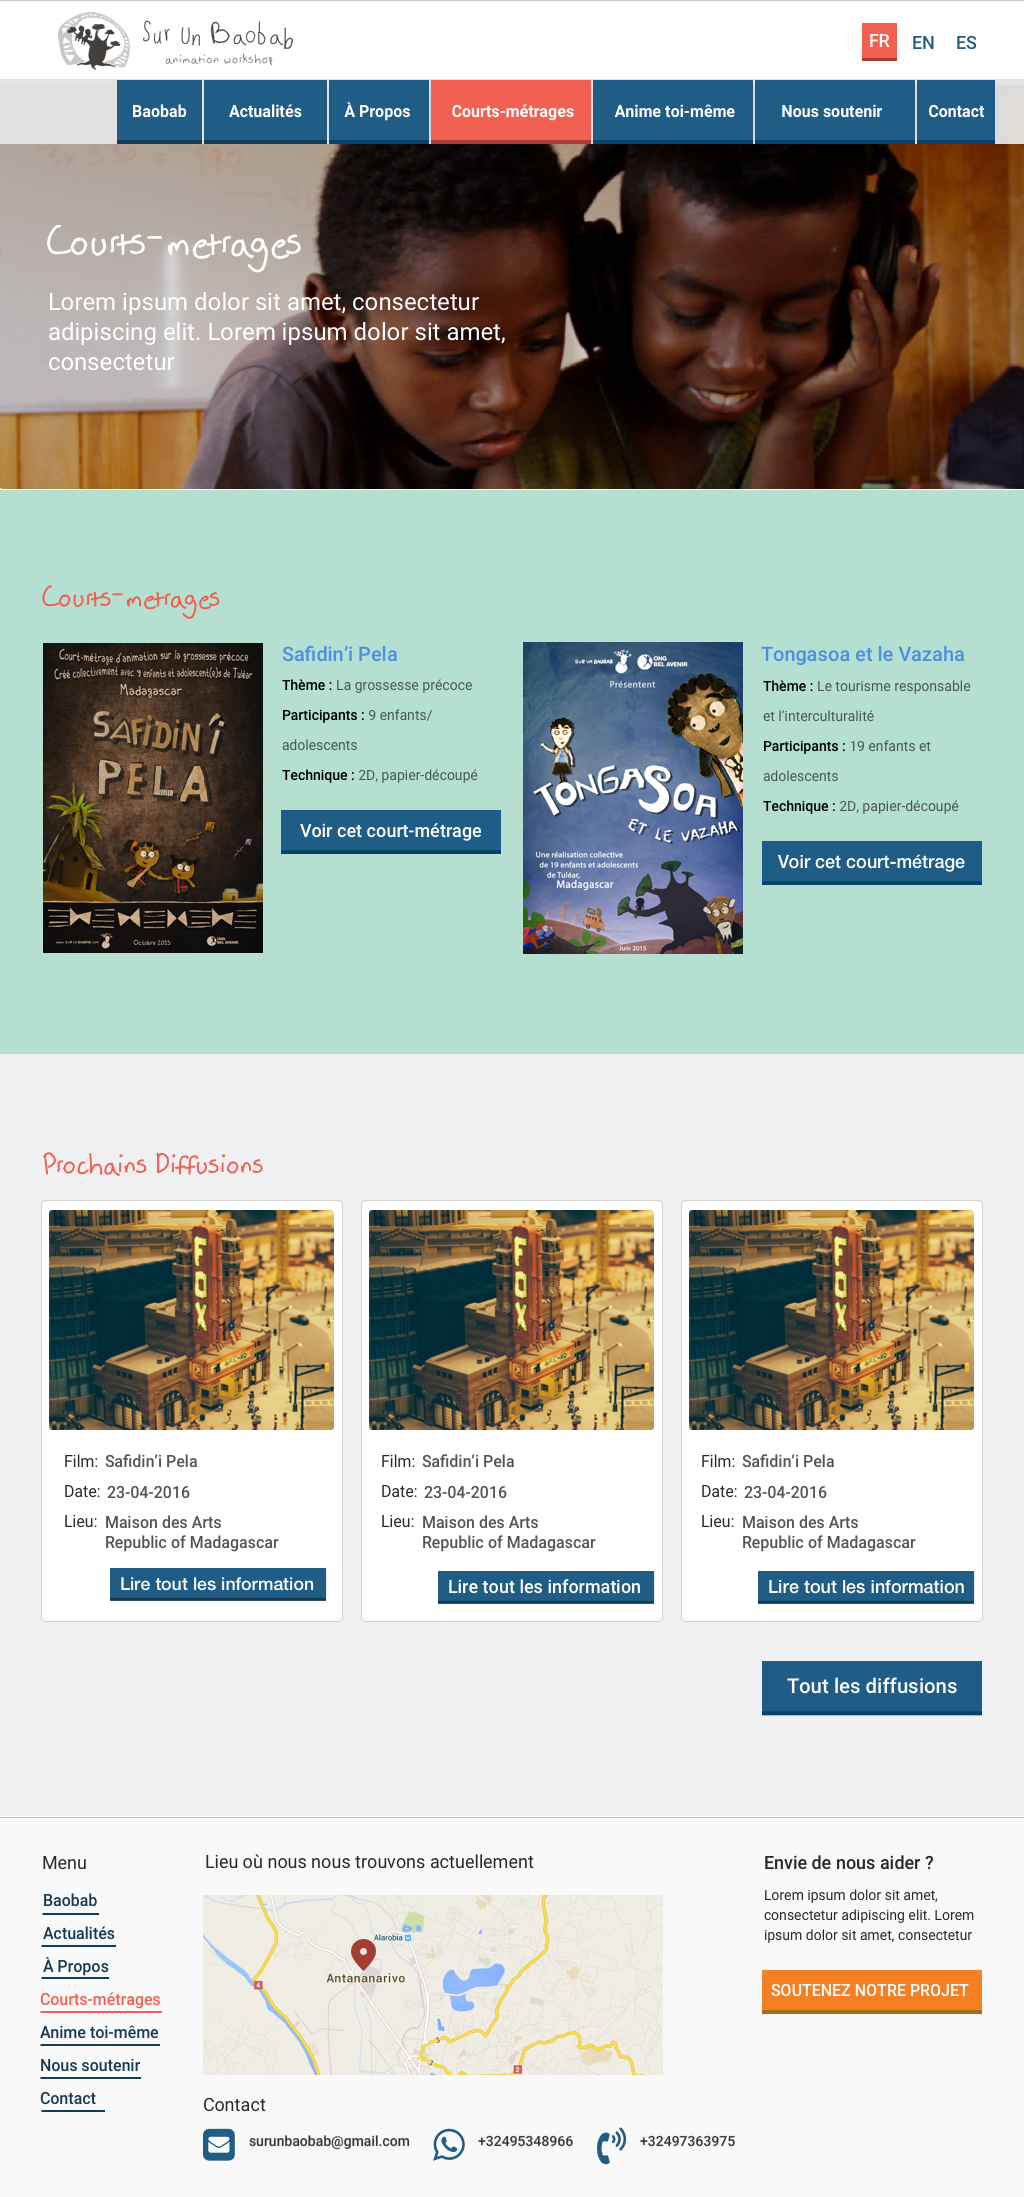 Sur Un Baobab
animation workshop
FR EN ES
Baobab Actualités À Propos Courts-métrages Anime toi-même Nous soutenir Contact
Courts-metrages
Lorem ipsum dolor sit amet, consectetur
adipiscing elit. Lorem ipsum dolor sit amet,
consectetur
Courts-metrages
Court-métrage d'animation sur la grossesse précoce
Créé collectivement avec 9 enfants et adolescent(e)s de Tuléar
Madagascar
SAFIDIN'I
PELA
www.SUR UN BAOBAB.com
Octobre 2015
ONG
BEL AVENIR
Safidin’i Pela
Thème : La grossesse précoce
Participants : 9 enfants/
adolescents
Technique : 2D, papier-découpé
Voir cet court-métrage
SUR UN BAOBAB
ONG
BEL AVENIR
Présentent
TONGASOA
ET LE VAZAHA
Une réalisation collective
de 19 enfants et adolescents
de Tuléar,
Madagascar
Juin 2015
Tongasoa et le Vazaha
Thème : Le tourisme responsable
et l’interculturalité
Participants : 19 enfants et
adolescents
Technique : 2D, papier-découpé
Voir cet court-métrage
Prochains Diffusions
FOX
Film: Safidin’i Pela
Date: 23-04-2016
Lieu: Maison des Arts
Republic of Madagascar
Lire tout les information
FOX
Film: Safidin’i Pela
Date: 23-04-2016
Lieu: Maison des Arts
Republic of Madagascar
Lire tout les information
FOX
Film: Safidin’i Pela
Date: 23-04-2016
Lieu: Maison des Arts
Republic of Madagascar
Lire tout les information
Tout les diffusions
Menu
Baobab
Actualités
À Propos
Courts-métrages
Anime toi-même
Nous soutenir
Contact
Lieu où nous nous trouvons actuellement
Alarobia
Antananarivo
4
3
3
2
Contact
surunbaobab@gmail.com
+32495348966
+32497363975
Envie de nous aider ?
Lorem ipsum dolor sit amet,
consectetur adipiscing elit. Lorem
ipsum dolor sit amet, consectetur
SOUTENEZ NOTRE PROJET